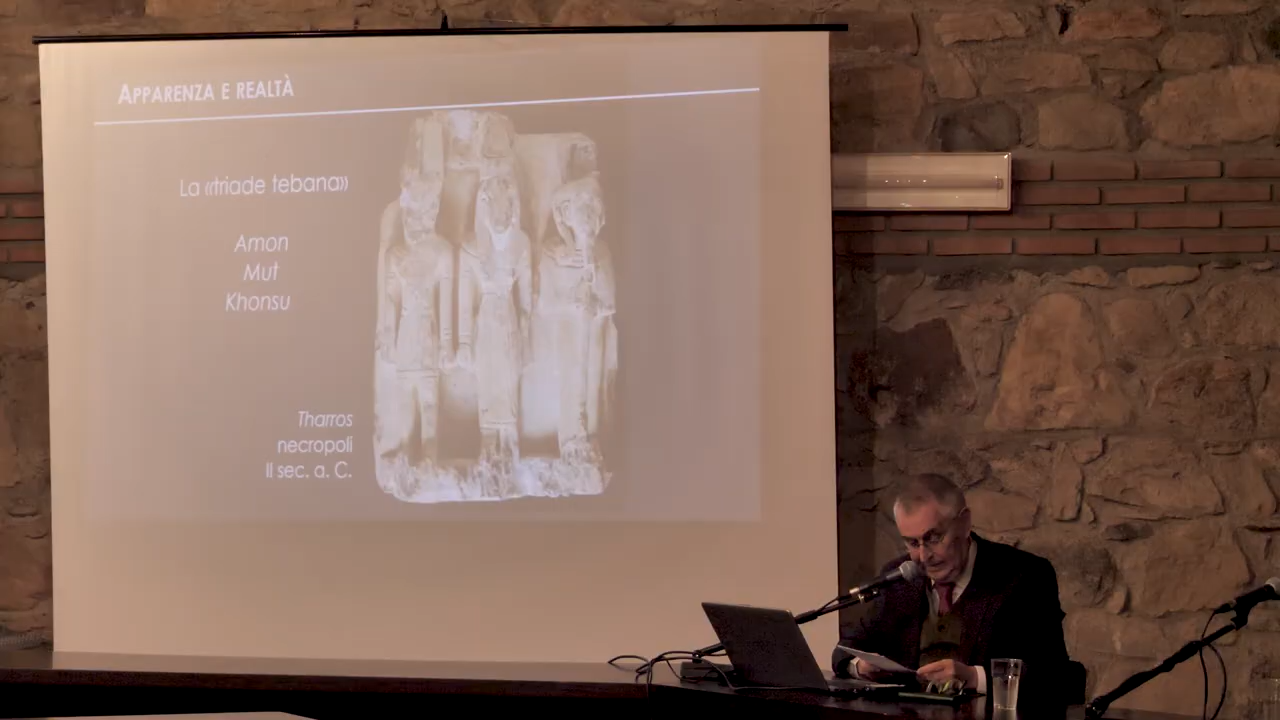 APPARENZA E REALTÀ
La «triade tebana»
Amon
Mut
Khonsu
Tharros
necropoli
II sec. a. C.